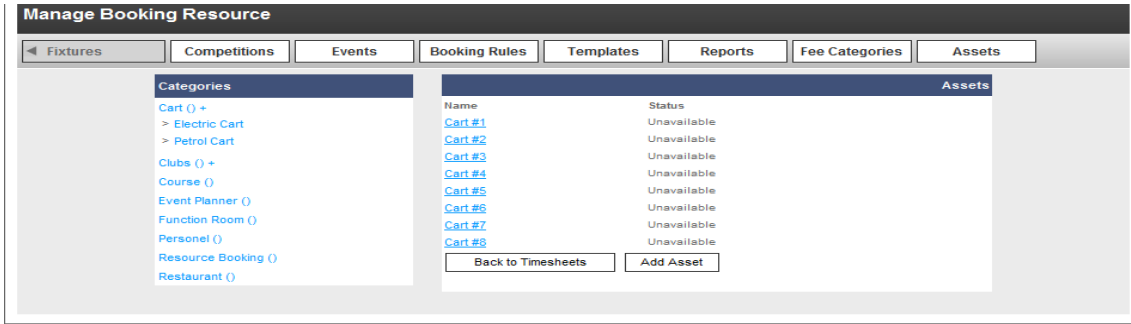 Manage Booking Resource
Fixtures Competitions Events Booking Rules Templates Reports Fee Categories Assets
Categories
Cart () +
> Electric Cart
> Petrol Cart
Clubs () +
Course ()
Event Planner ()
Function Room ()
Personel ()
Resource Booking ()
Restaurant ()
Assets
Name Status
Cart #1 Unavailable
Cart #2 Unavailable
Cart #3 Unavailable
Cart #4 Unavailable
Cart #5 Unavailable
Cart #6 Unavailable
Cart #7 Unavailable
Cart #8 Unavailable
Back to Timesheets Add Asset